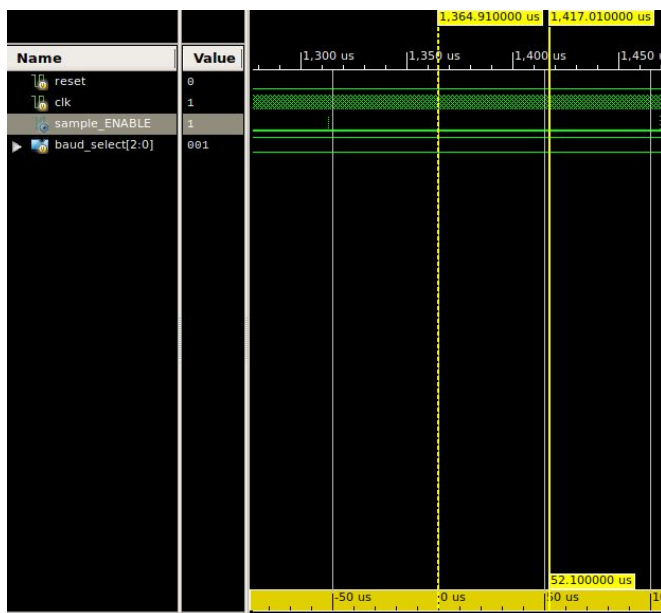 1,364.910000 us 1,417.010000 us
Name Value
1,300 us 1,350 us 1,400 us 1,450
reset 0
clk 1
sample_ENABLE 1
baud_select[2:0] 001
52.100000 us
-50 us 0 us 50 us 1